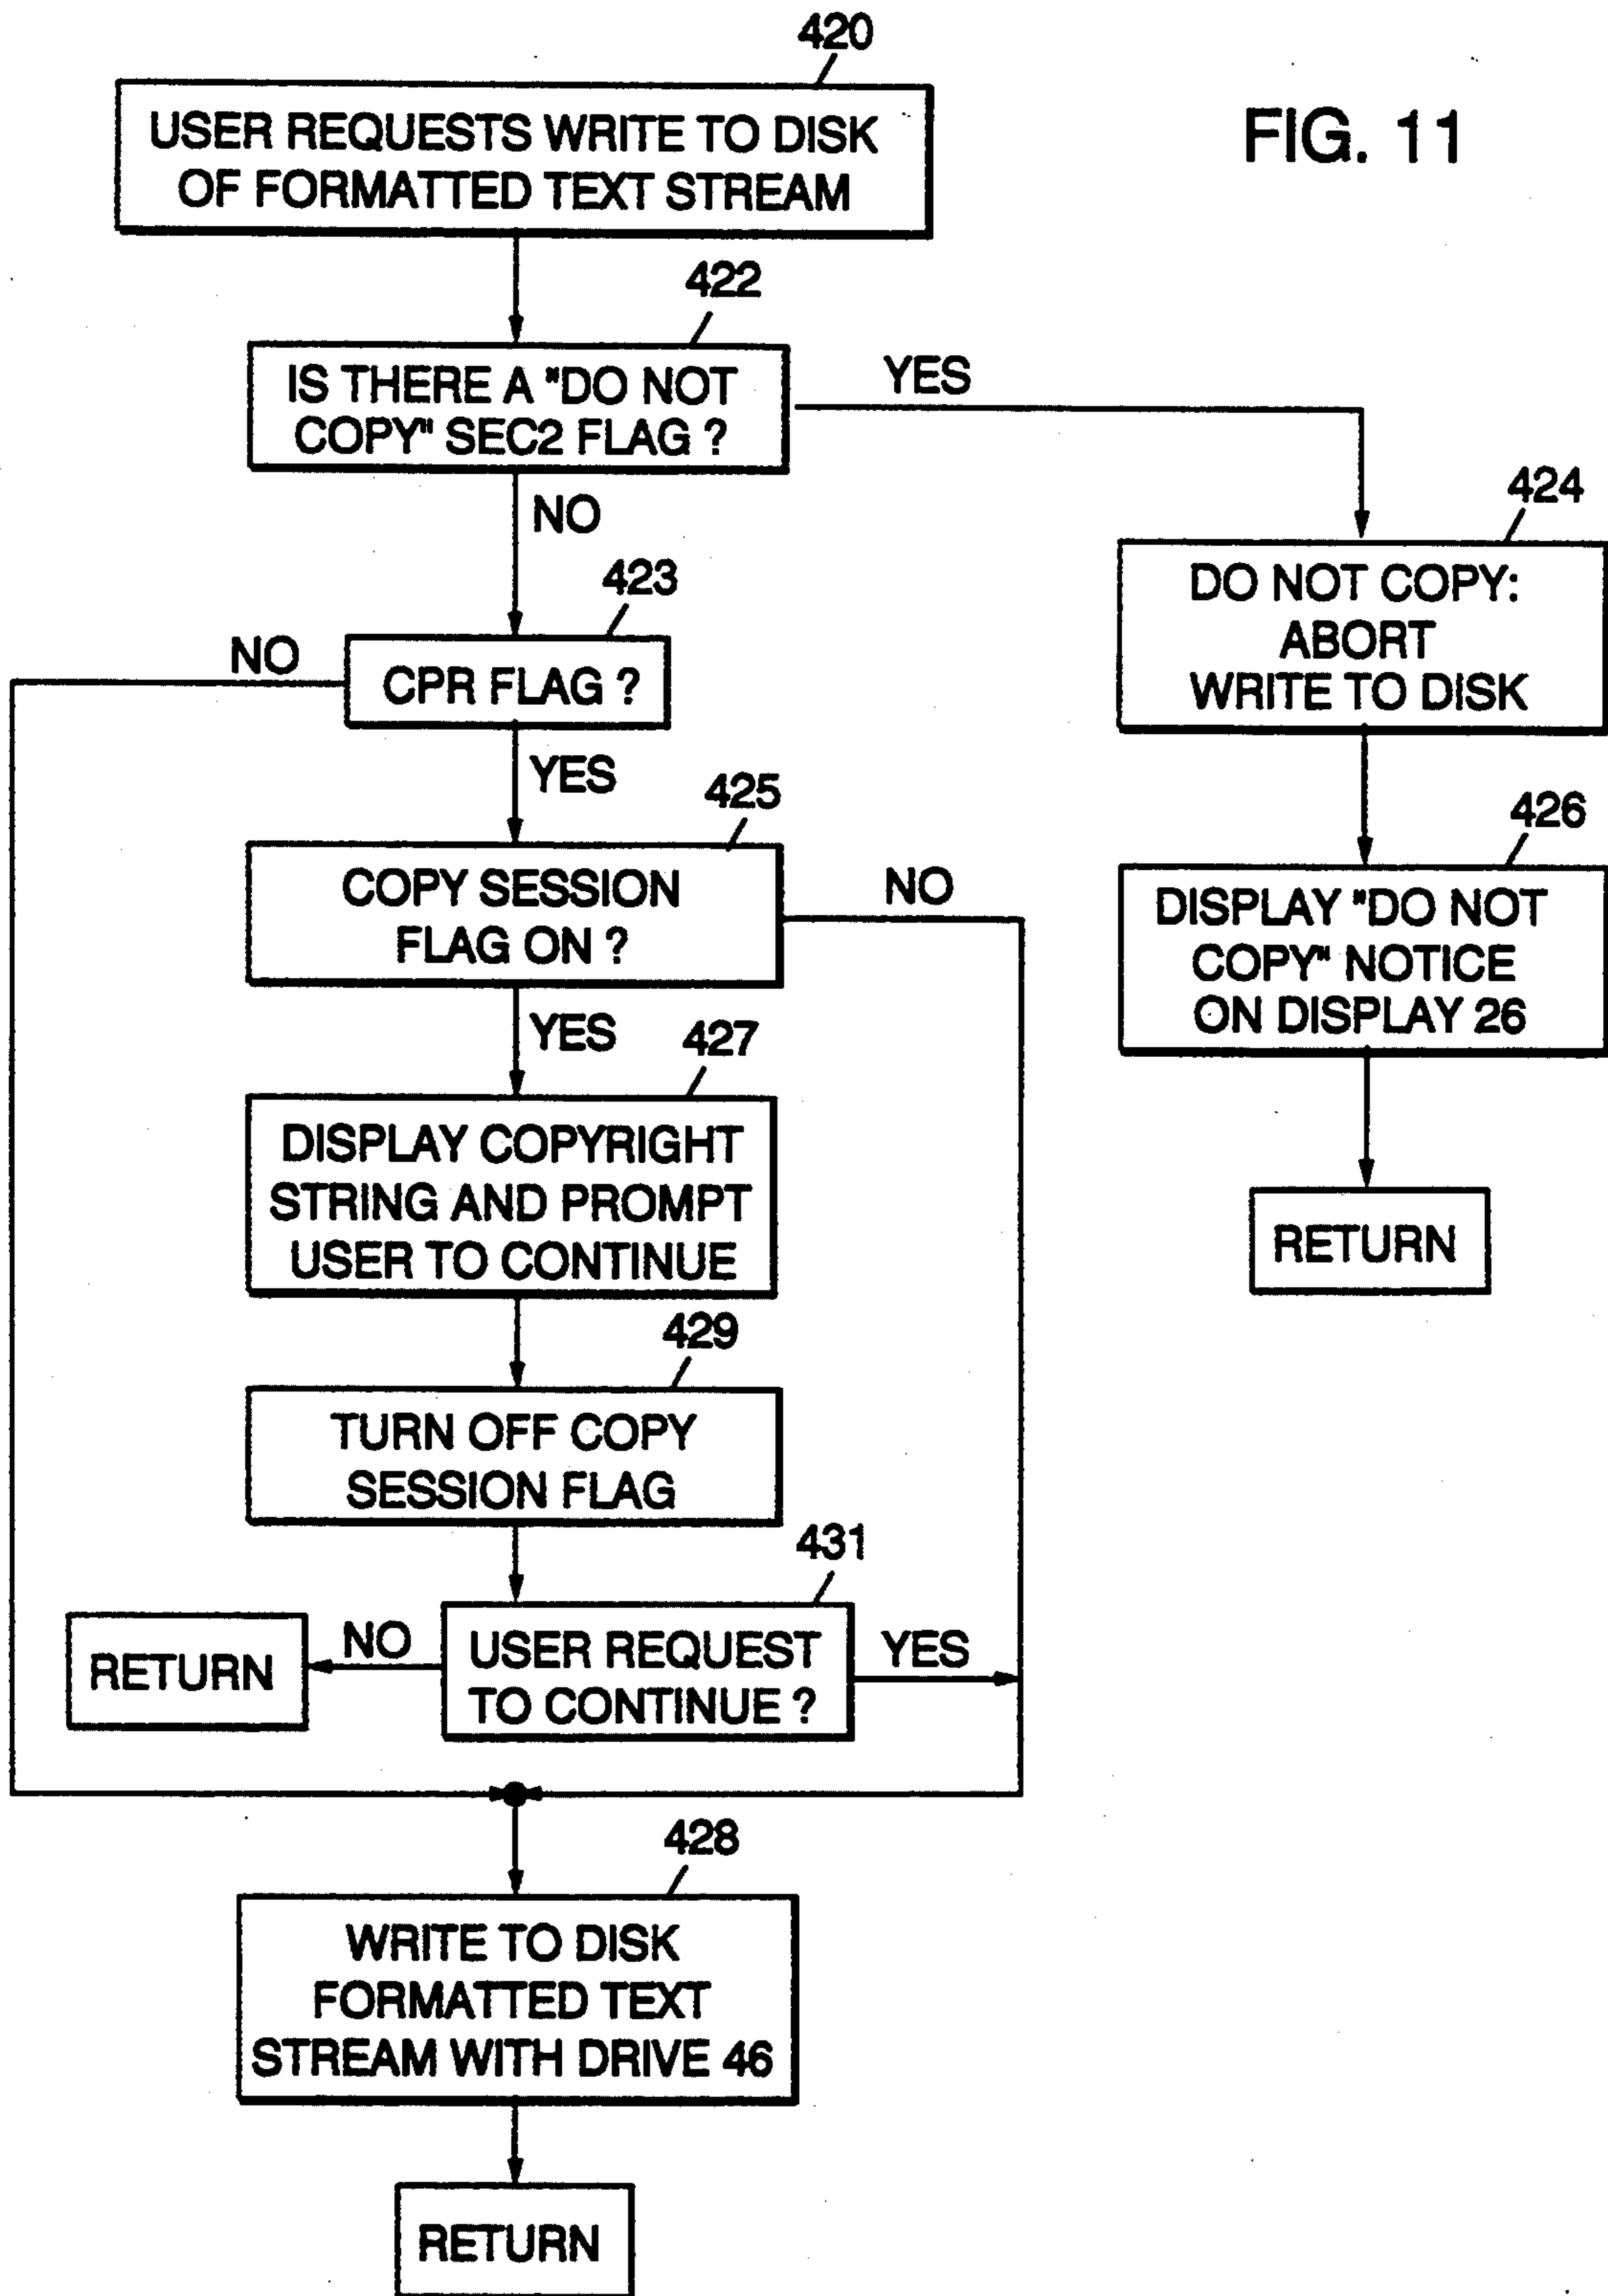 420
USER REQUESTS WRITE TO DISK
OF FORMATTED TEXT STREAM
FIG. 11
422
IS THERE A "DO NOT
COPY" SEC2 FLAG ?
YES
NO
424
DO NOT COPY:
ABORT
WRITE TO DISK
423
NO
CPR FLAG ?
YES
425
COPY SESSION
FLAG ON ?
NO
426
DISPLAY "DO NOT
COPY" NOTICE
ON DISPLAY 26
YES
427
DISPLAY COPYRIGHT
STRING AND PROMPT
USER TO CONTINUE
RETURN
429
TURN OFF COPY
SESSION FLAG
431
RETURN
NO
USER REQUEST
TO CONTINUE ?
YES
428
WRITE TO DISK
FORMATTED TEXT
STREAM WITH DRIVE 46
RETURN